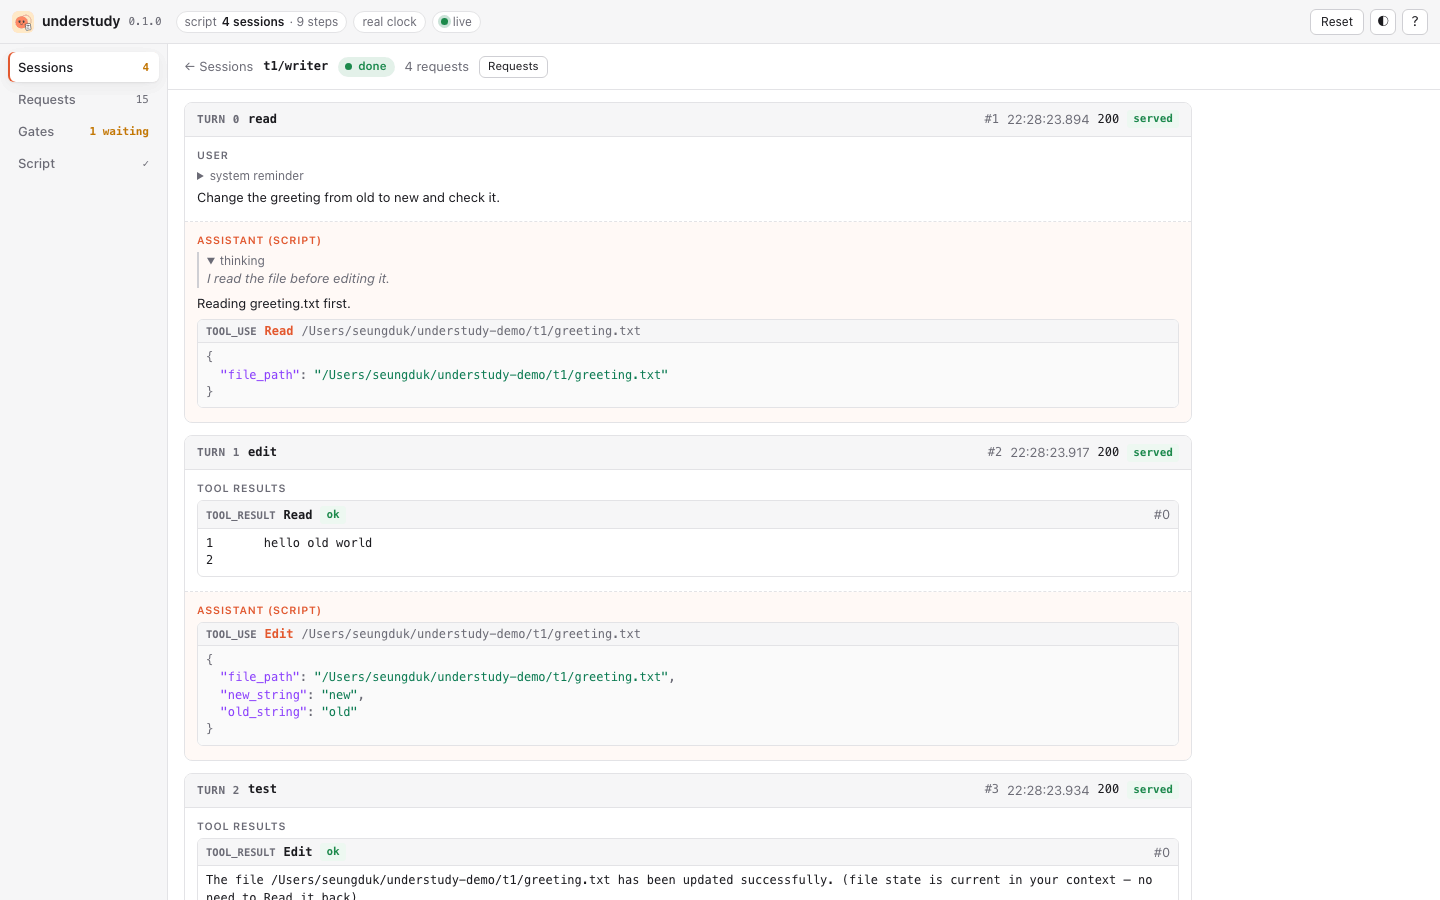 understudy 0.1.0 script 4 sessions · 9 steps real clock live Reset ?
Sessions 4
Requests 15
Gates 1 waiting
Script ✓
← Sessions t1/writer done 4 requests Requests
TURN 0 read #1 22:28:23.894 200 served
USER
▶ system reminder
Change the greeting from old to new and check it.
ASSISTANT (SCRIPT)
▼ thinking
I read the file before editing it.
Reading greeting.txt first.
TOOL_USE Read /Users/seungduk/understudy-demo/t1/greeting.txt
{
"file_path": "/Users/seungduk/understudy-demo/t1/greeting.txt"
}
TURN 1 edit #2 22:28:23.917 200 served
TOOL RESULTS
TOOL_RESULT Read ok #0
1 hello old world
2
ASSISTANT (SCRIPT)
TOOL_USE Edit /Users/seungduk/understudy-demo/t1/greeting.txt
{
"file_path": "/Users/seungduk/understudy-demo/t1/greeting.txt",
"new_string": "new",
"old_string": "old"
}
TURN 2 test #3 22:28:23.934 200 served
TOOL RESULTS
TOOL_RESULT Edit ok #0
The file /Users/seungduk/understudy-demo/t1/greeting.txt has been updated successfully. (file state is current in your context — no
need to Read it back)